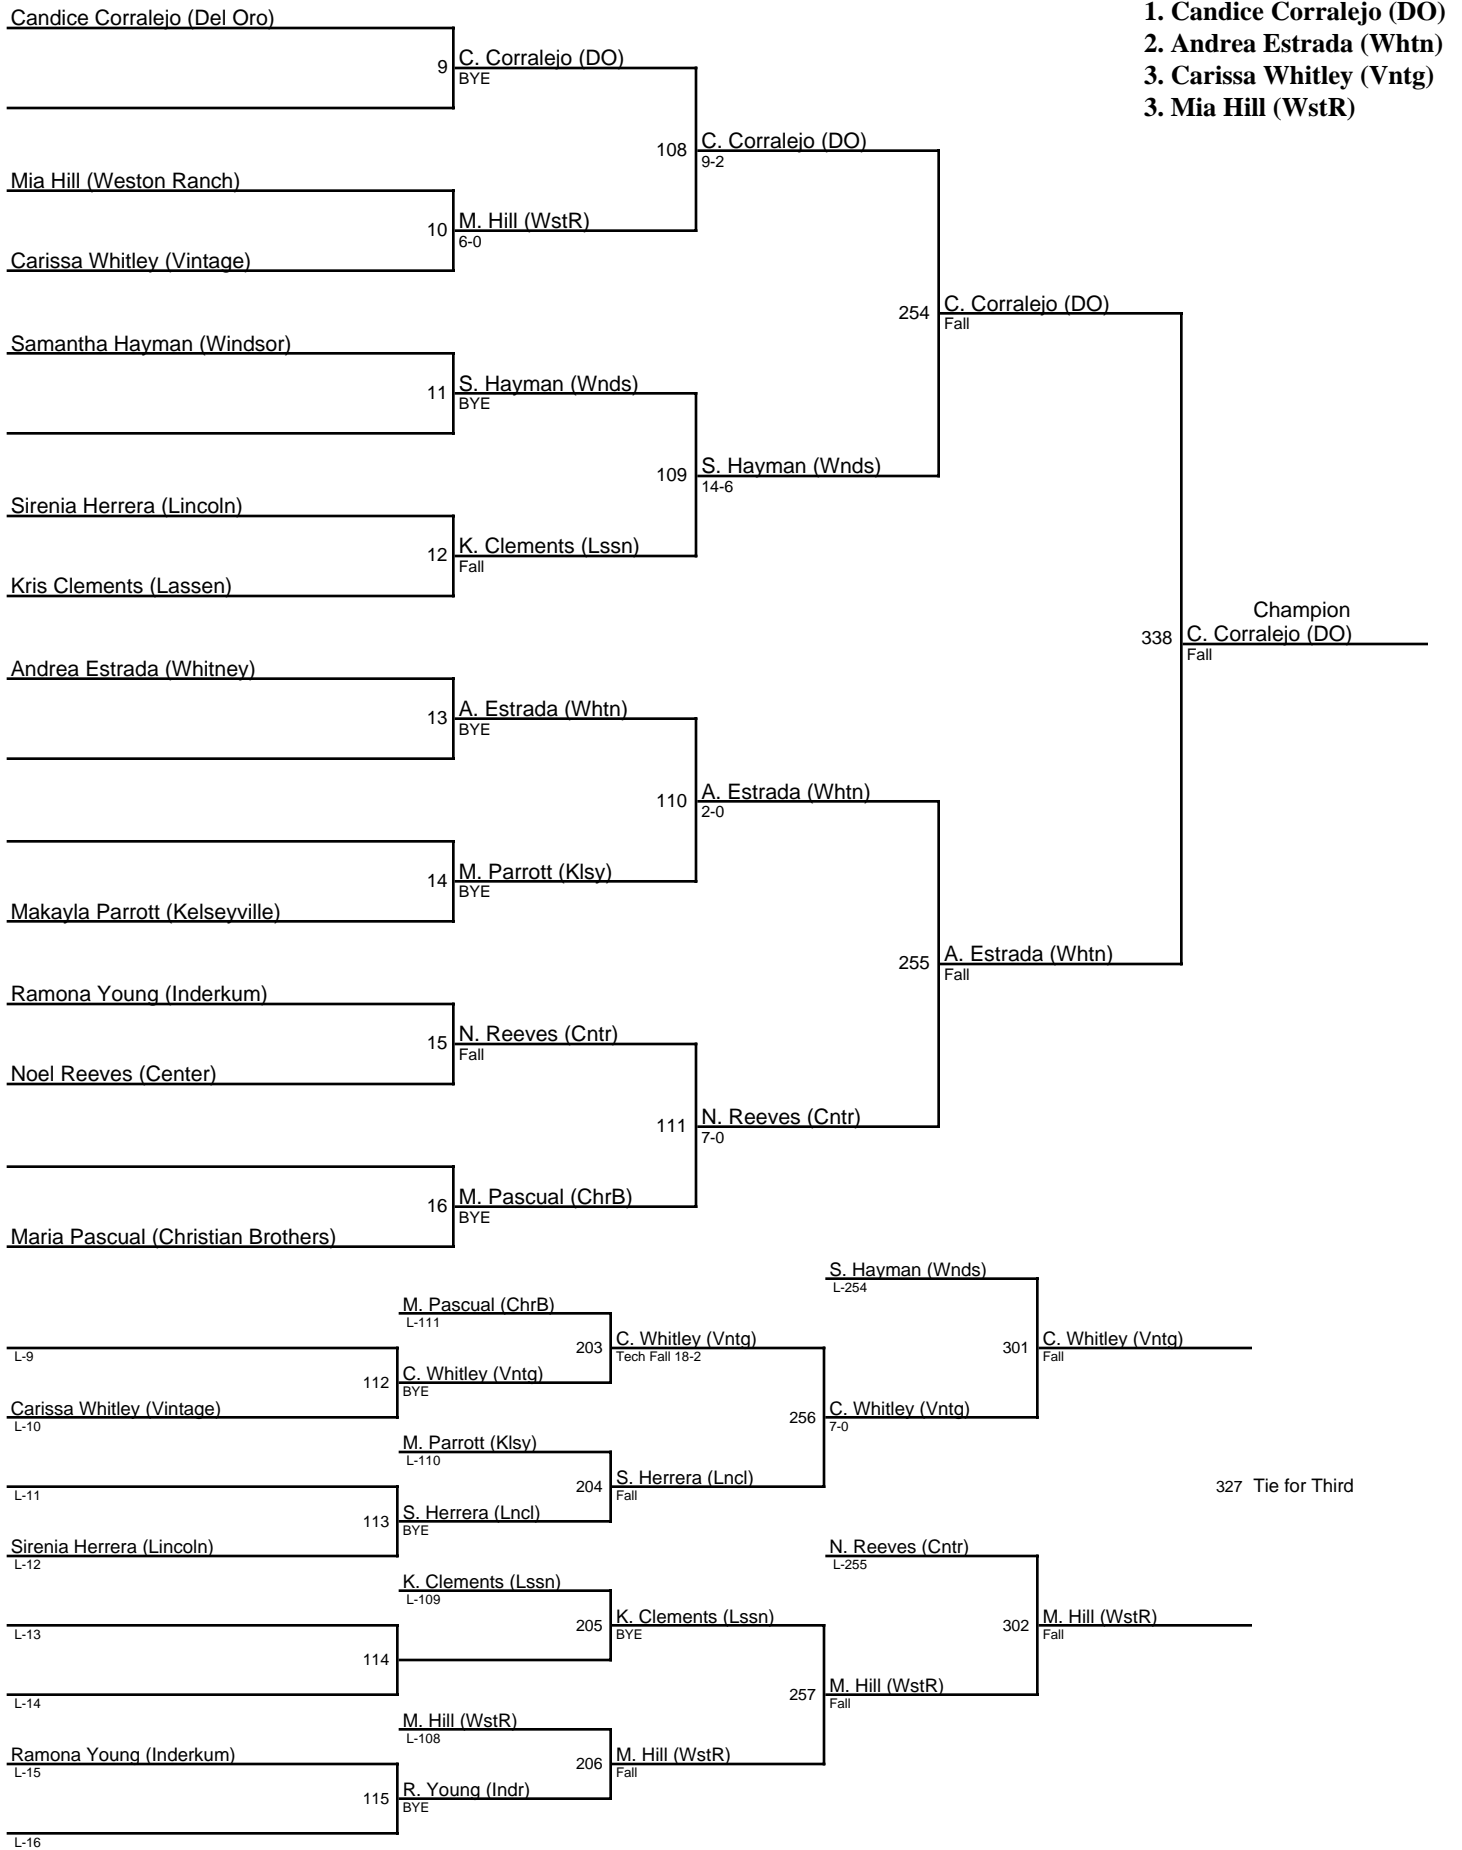 Candice Corralejo (Del Oro)
1. Candice Corralejo (DO)
2. Andrea Estrada (Whtn)
3. Carissa Whitley (Vntg)
3. Mia Hill (WstR)
9 C. Corralejo (DO)
BYE
108 C. Corralejo (DO)
9-2
Mia Hill (Weston Ranch)
10 M. Hill (WstR)
6-0
Carissa Whitley (Vintage)
254 C. Corralejo (DO)
Fall
Samantha Hayman (Windsor)
11 S. Hayman (Wnds)
BYE
109 S. Hayman (Wnds)
14-6
Sirenia Herrera (Lincoln)
12 K. Clements (Lssn)
Fall
Kris Clements (Lassen)
Champion
338 C. Corralejo (DO)
Fall
Andrea Estrada (Whitney)
13 A. Estrada (Whtn)
BYE
110 A. Estrada (Whtn)
2-0
14 M. Parrott (Klsy)
BYE
Makayla Parrott (Kelseyville)
255 A. Estrada (Whtn)
Fall
Ramona Young (Inderkum)
15 N. Reeves (Cntr)
Fall
Noel Reeves (Center)
111 N. Reeves (Cntr)
7-0
16 M. Pascual (ChrB)
BYE
Maria Pascual (Christian Brothers)
S. Hayman (Wnds)
L-254
M. Pascual (ChrB)
L-111
203 C. Whitley (Vntg)
Tech Fall 18-2
301 C. Whitley (Vntg)
Fall
L-9
112 C. Whitley (Vntg)
BYE
Carissa Whitley (Vintage)
L-10
256 C. Whitley (Vntg)
7-0
M. Parrott (Klsy)
L-110
204 S. Herrera (Lncl)
Fall
L-11
327 Tie for Third
113 S. Herrera (Lncl)
BYE
Sirenia Herrera (Lincoln)
L-12
N. Reeves (Cntr)
L-255
K. Clements (Lssn)
L-109
205 K. Clements (Lssn)
BYE
302 M. Hill (WstR)
Fall
L-13
114
L-14
257 M. Hill (WstR)
Fall
M. Hill (WstR)
L-108
206 M. Hill (WstR)
Fall
Ramona Young (Inderkum)
L-15
115 R. Young (Indr)
BYE
L-16